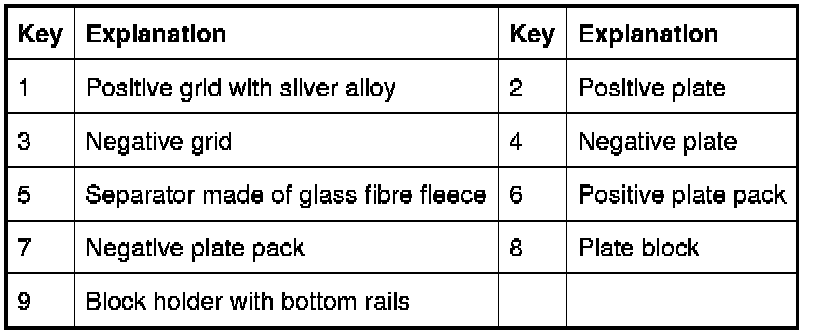 Key Explanation Key Explanation
1 Positive grid with silver alloy 2 Positive plate
3 Negative grid 4 Negative plate
5 Separator made of glass fibre fleece 6 Positive plate pack
7 Negative plate pack 8 Plate block
9 Block holder with bottom rails